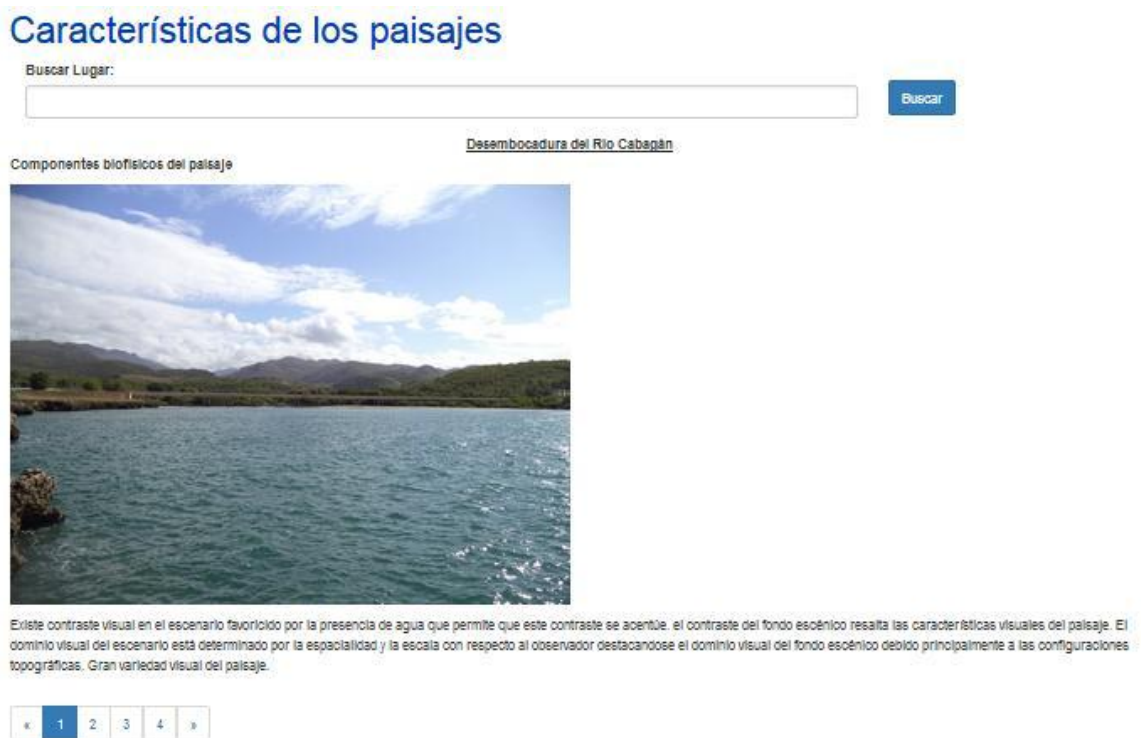 Características de los paisajes
Buscar Lugar:
Buscar
Desembocadura del Rio Cabagán
Componentes biofisicos del paisaje
Existe contraste visual en el escenario favoricido por la presencia de agua que permite que este contraste se acentúe. el contraste del fondo escénico resalta las características visuales del paisaje. El
dominio visual del escenario está determinado por la espacialidad y la escala con respecto al observador destacandose el dominio visual del fondo escénico debido principalmente a las configuraciones
topográficas. Gran variedad visual del paisaje.
« 1 2 3 4 »